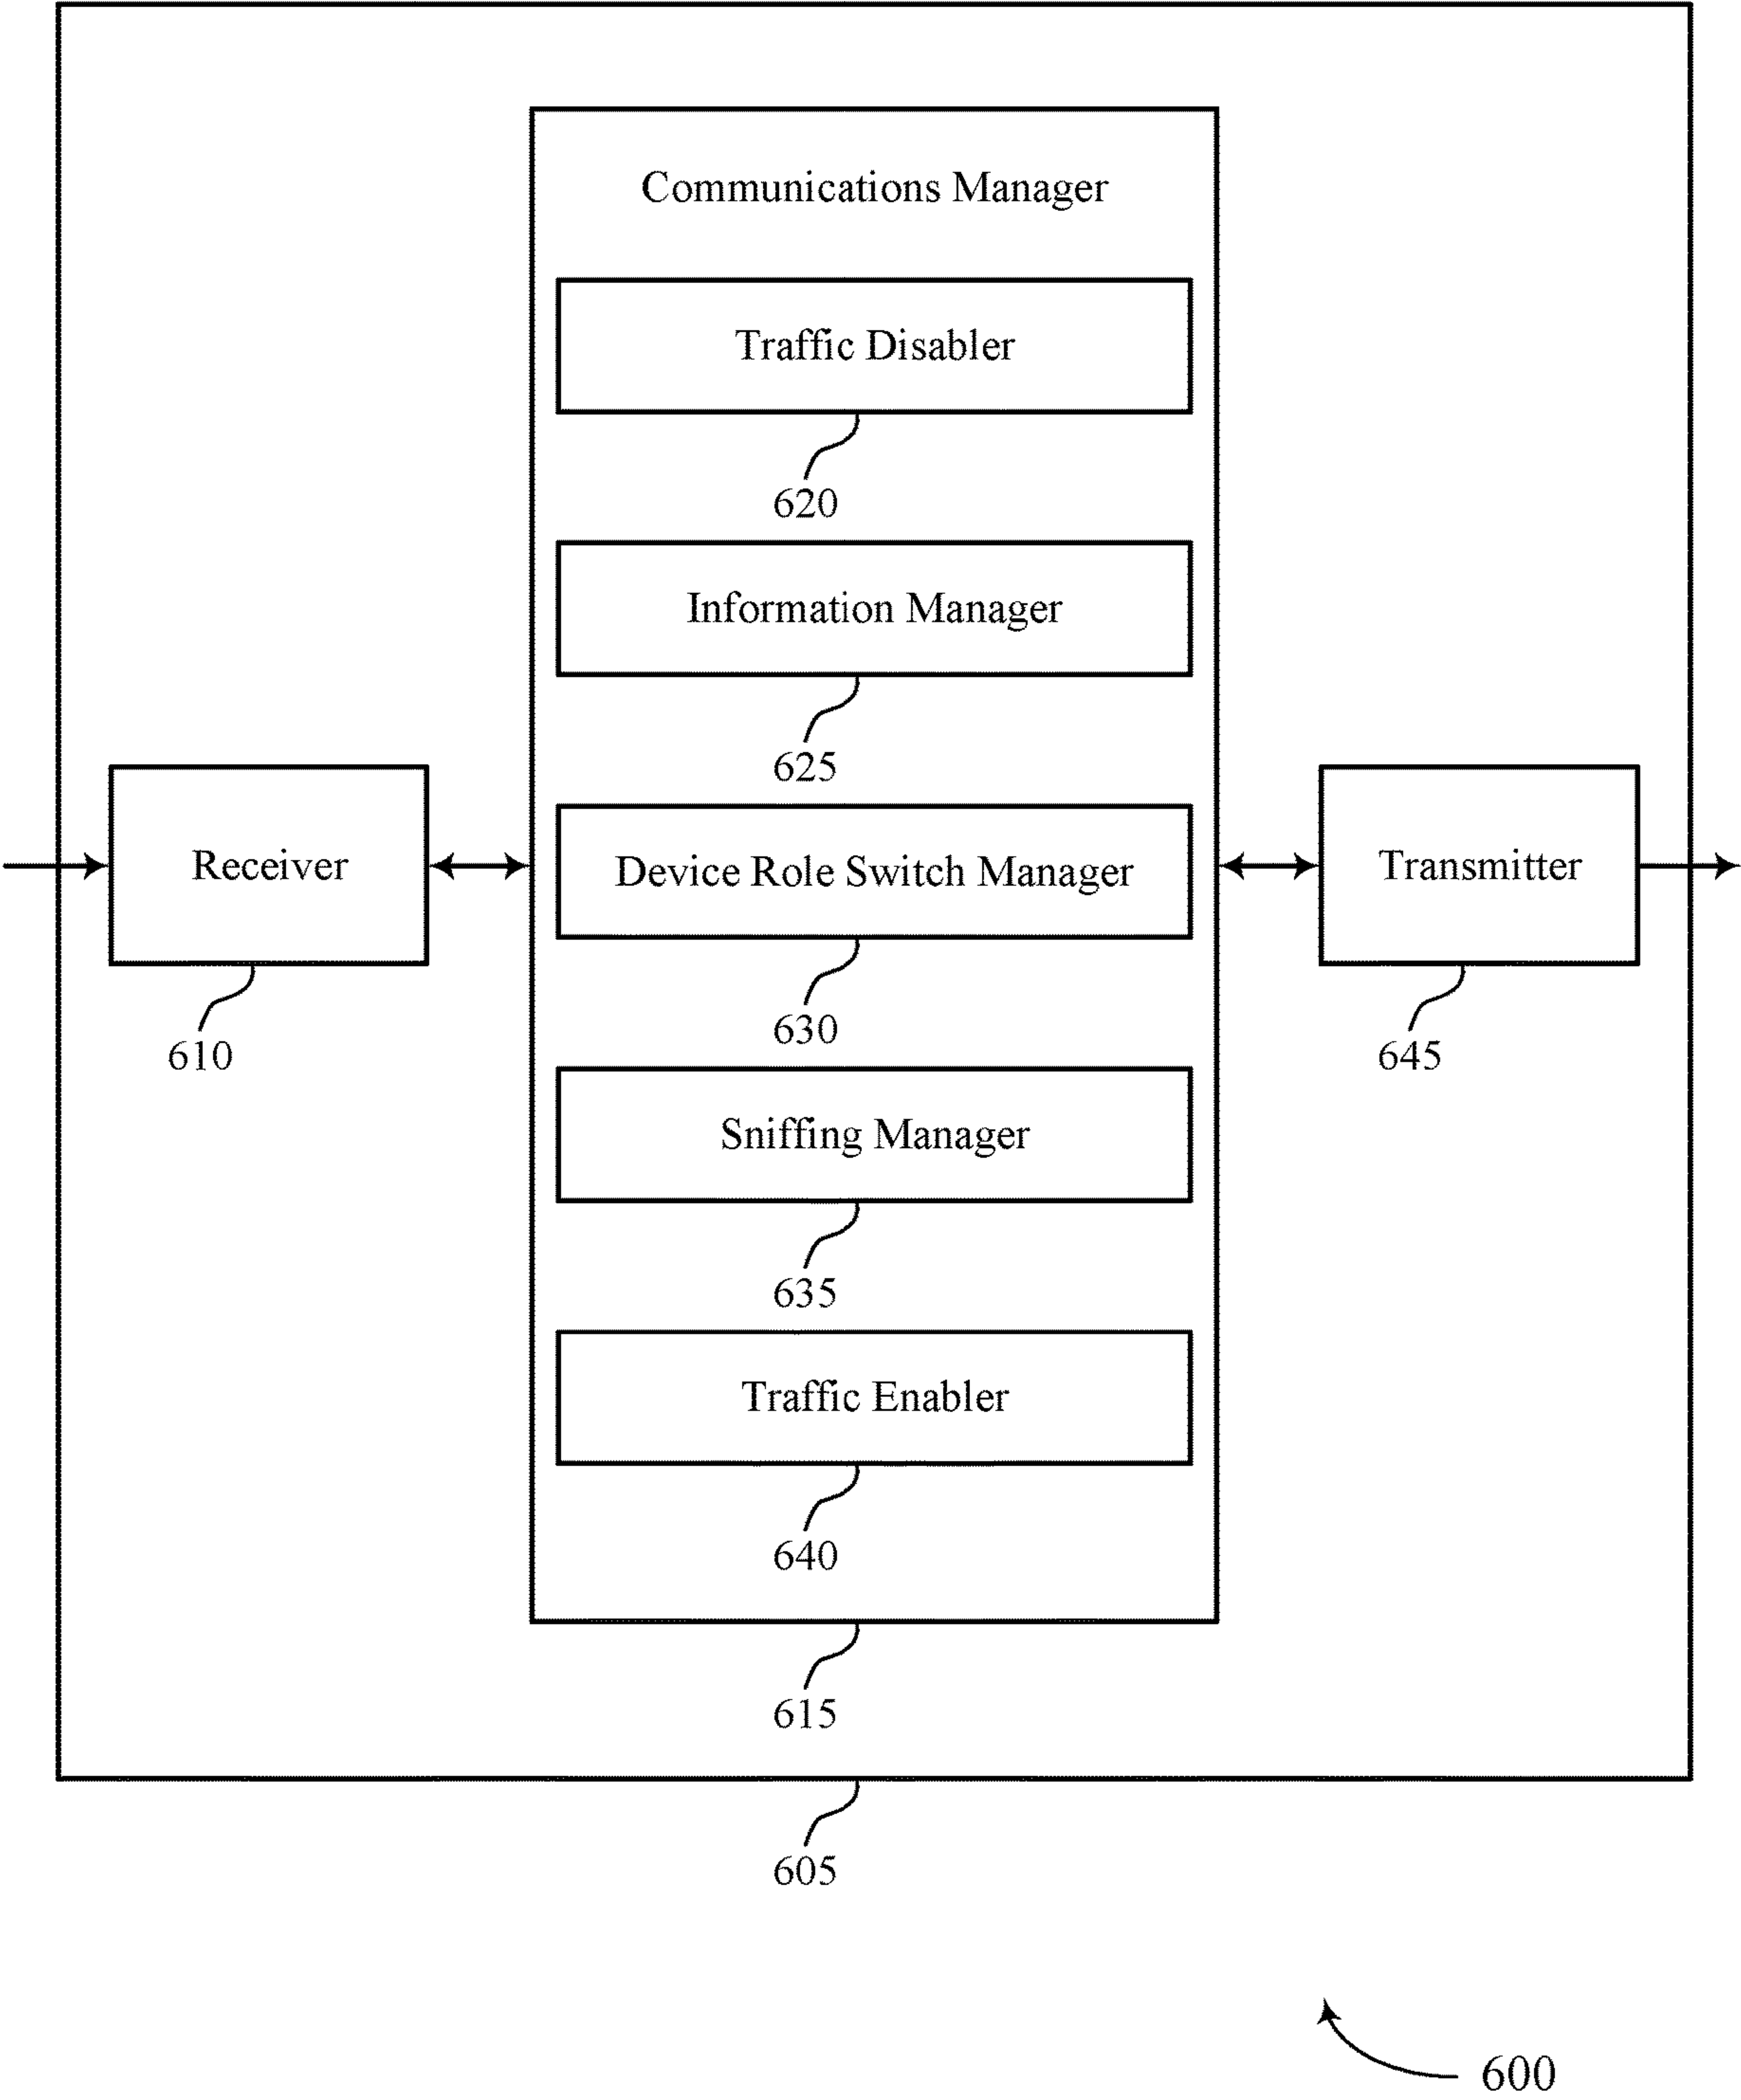 Communications Manager
Traffic Disabler
620
Information Manager
625
Receiver
610
Device Role Switch Manager
630
Transmitter
645
Sniffing Manager
635
Traffic Enabler
640
615
605
600